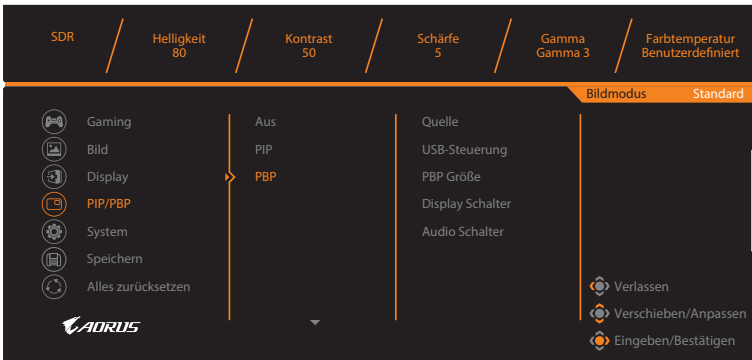 SDR
Helligkeit
80
Kontrast
50
Schärfe
5
Gamma
Gamma 3
Farbtemperatur
Benutzerdefiniert
Bildmodus Standard
Gaming
Bild
Display
PIP/PBP
System
Speichern
Alles zurücksetzen
AORUS
Aus
PIP
PBP
Quelle
USB-Steuerung
PBP Größe
Display Schalter
Audio Schalter
Verlassen
Verschieben/Anpassen
Eingeben/Bestätigen